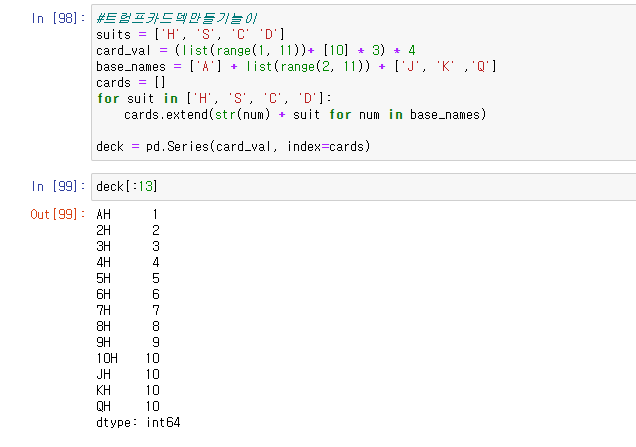 In [98]: #트럼프카드덱만들기놀이
suits = ['H', 'S', 'C' 'D']
card_val = (list(range(1, 11))+ [10] * 3) * 4
base_names = ['A'] + list(range(2, 11)) + ['J', 'K' ,'Q']
cards = []
for suit in ['H', 'S', 'C', 'D']:
    cards.extend(str(num) + suit for num in base_names)
deck = pd.Series(card_val, index=cards)
In [99]: deck[:13]
Out[99]: AH 1
2H 2
3H 3
4H 4
5H 5
6H 6
7H 7
8H 8
9H 9
10H 10
JH 10
KH 10
QH 10
dtype: int64